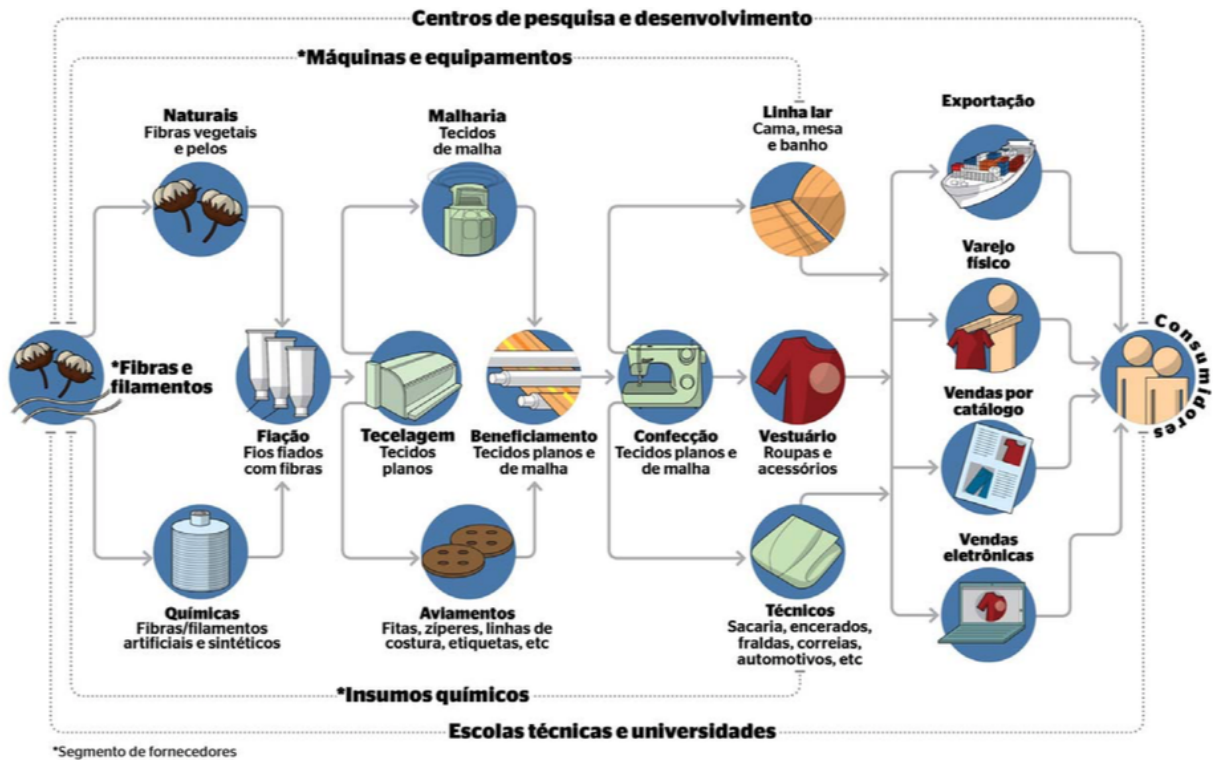 Centros de pesquisa e desenvolvimento
*Máquinas e equipamentos
Naturais
Fibras vegetais
e pelos
Malharia
Tecidos
de malha
Linha lar
Cama, mesa
e banho
Exportação
Varejo
físico
*Fibras e
filamentos
Flação
Fios fiados
com fibras
Tecelagem
Tecidos
planos
Beneficiamento
Tecidos planos e
de malha
Confecção
Tecidos planos e
de malha
Vestuário
Roupas e
acessórios
Vendas por
catálogo
Consumidores
Químicas
Fibras/filamentos
artificiais e sintéticos
Aviamentos
Fitas, zíperes, linhas de
costura, etiquetas, etc
Técnicos
Sacaria, encerados,
fraldas, correias,
automotivos, etc
Vendas
eletrônicas
*Insumos químicos
Escolas técnicas e universidades
*Segmento de fornecedores